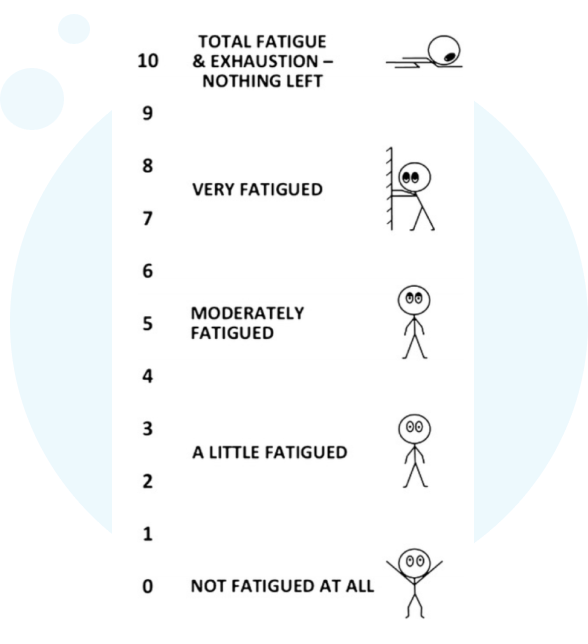 TOTAL FATIGUE
10 & EXHAUSTION –
NOTHING LEFT
9
8
VERY FATIGUED
7
6
MODERATELY
5
FATIGUED
4
3
A LITTLE FATIGUED
2
1
0 NOT FATIGUED AT ALL